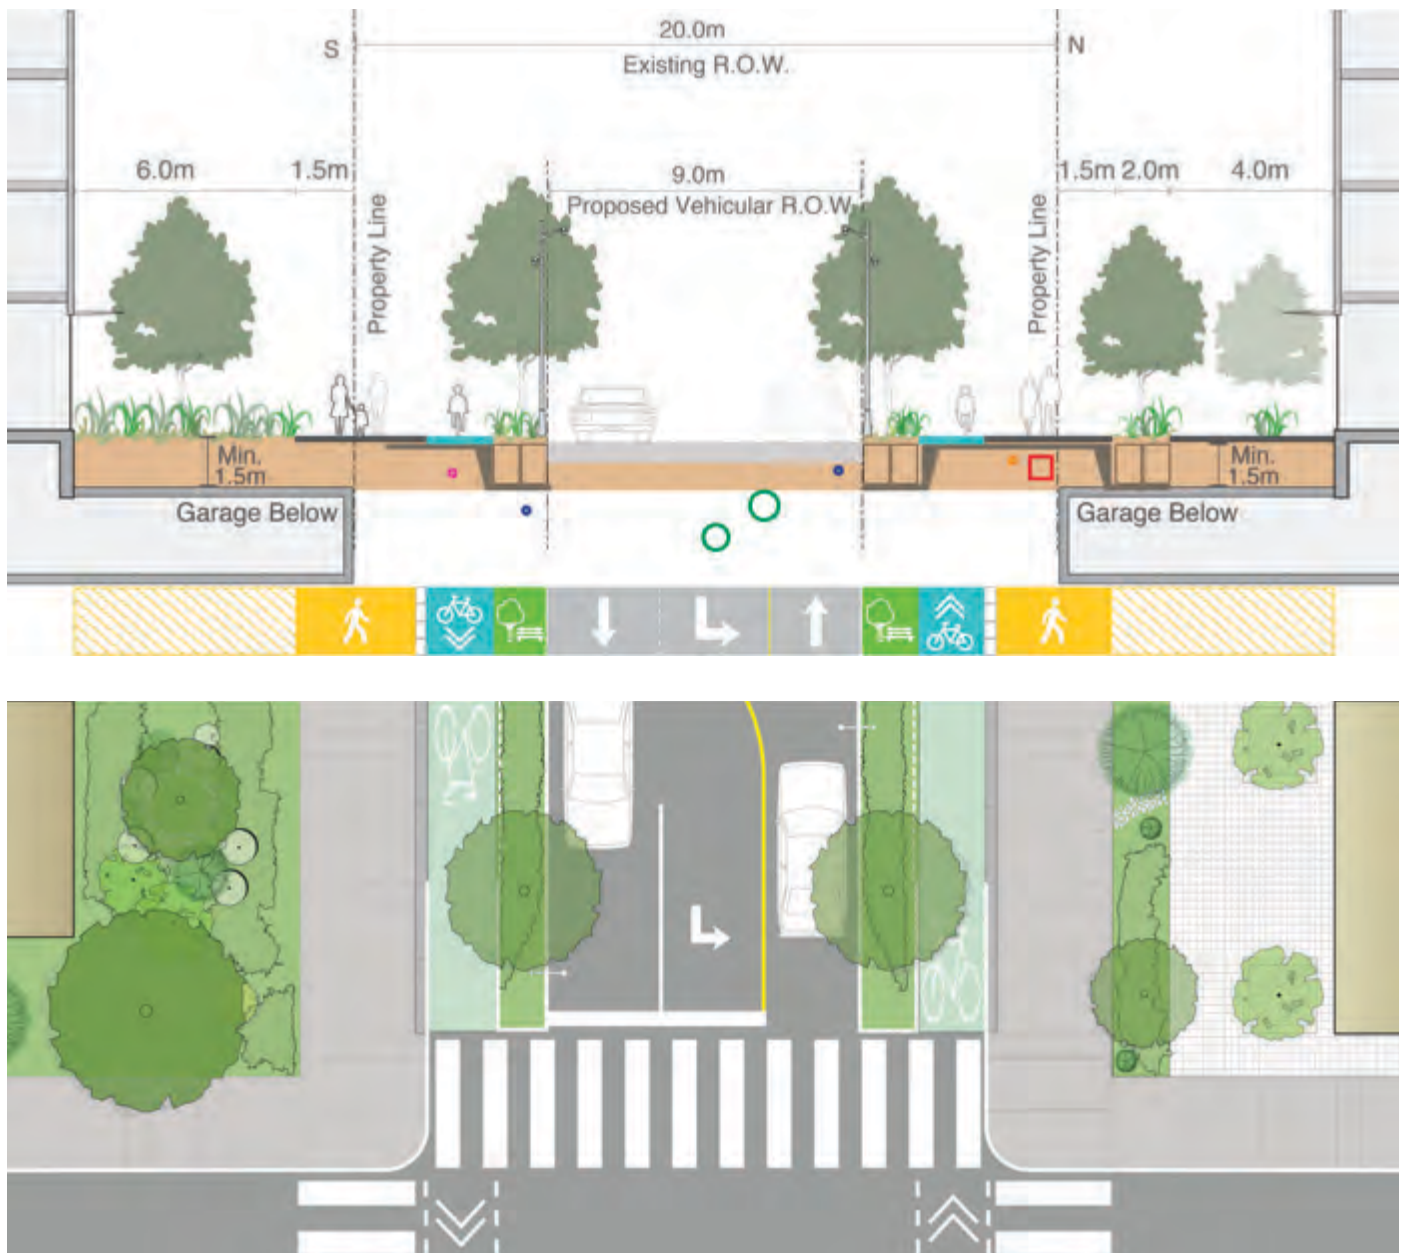 20.0m
S
N
Existing R.O.W.
6.0m
1.5m
9.0m
1.5m
2.0m
4.0m
Proposed Vehicular R.O.W.
Property Line
Property Line
Min.
1.5m
Min.
1.5m
Garage Below
Garage Below